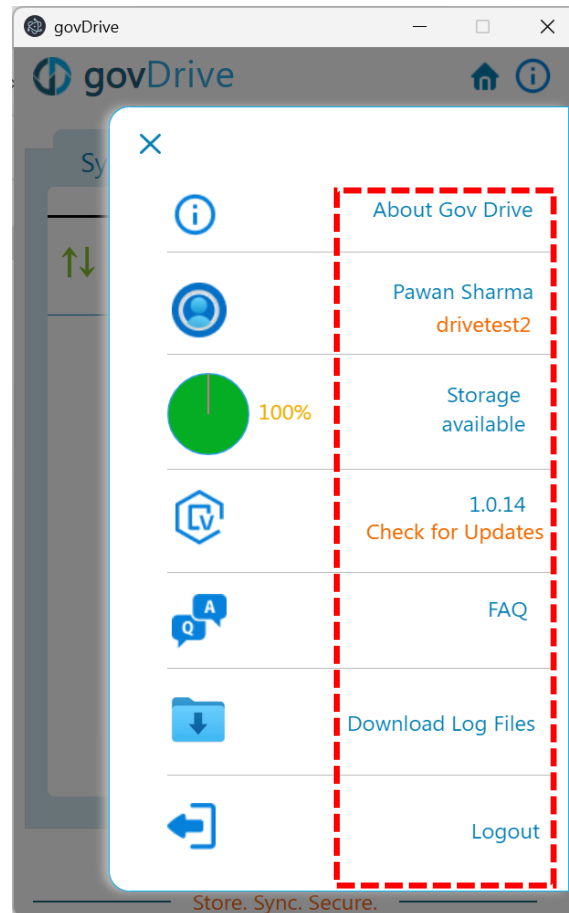 govDrive
govDrive
Sy
About Gov Drive
Pawan Sharma
drivetest2
100%
Storage
available
1.0.14
Check for Updates
V
A
Q
FAQ
Download Log Files
Logout
Store. Sync. Secure.